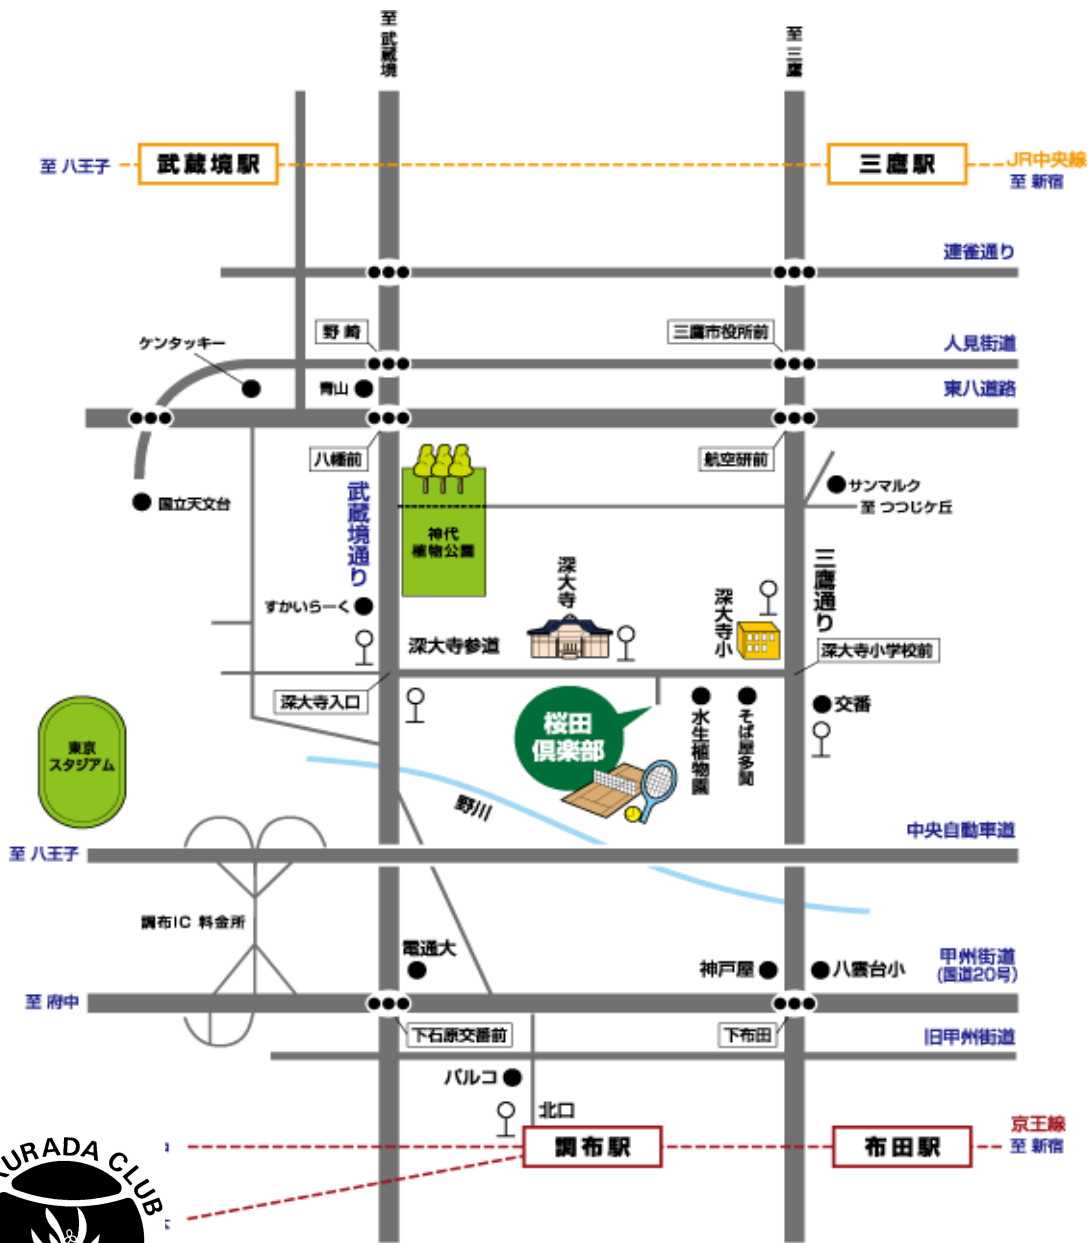 至 武蔵境
至 三鷹
至 八王子
武蔵境駅
三鷹駅
JR中央線
至 新宿
連雀通り
野崎
三鷹市役所前
人見街道
ケンタッキー
青山
東八道路
八幡前
航空研前
国立天文台
武蔵境通り
サンマルク
至 つつじケ丘
神代
植物公園
深大寺
三鷹通り
すかいらーく
深大寺小
深大寺参道
深大寺小学校前
深大寺入口
交番
桜田
倶楽部
水生植物園
そば屋多聞
東京
スタジアム
野川
中央自動車道
至 八王子
調布IC 料金所
電通大
神戸屋
八雲台小
甲州街道
(国道20号)
至 府中
下石原交番前
下布田
旧甲州街道
パルコ
北口
調布駅
布田駅
京王線
至 新宿
KURADA CLUB